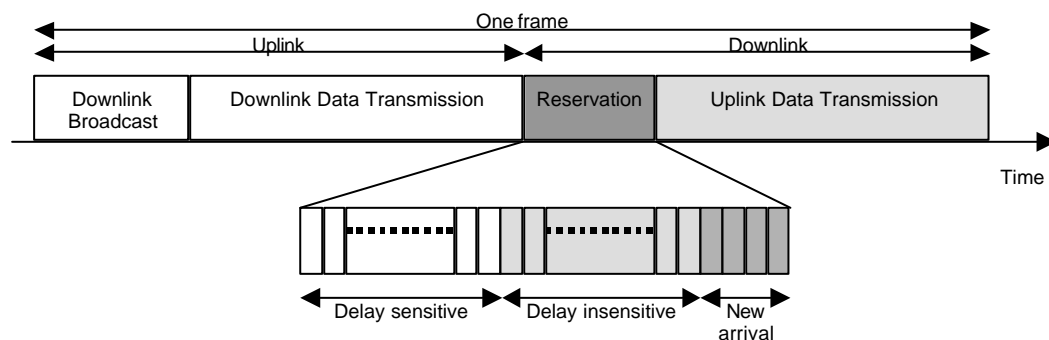 One frame
Uplink
Downlink
Downlink
Broadcast
Downlink Data Transmission
Reservation
Uplink Data Transmission
Time
Delay sensitive
Delay insensitive
New
arrival